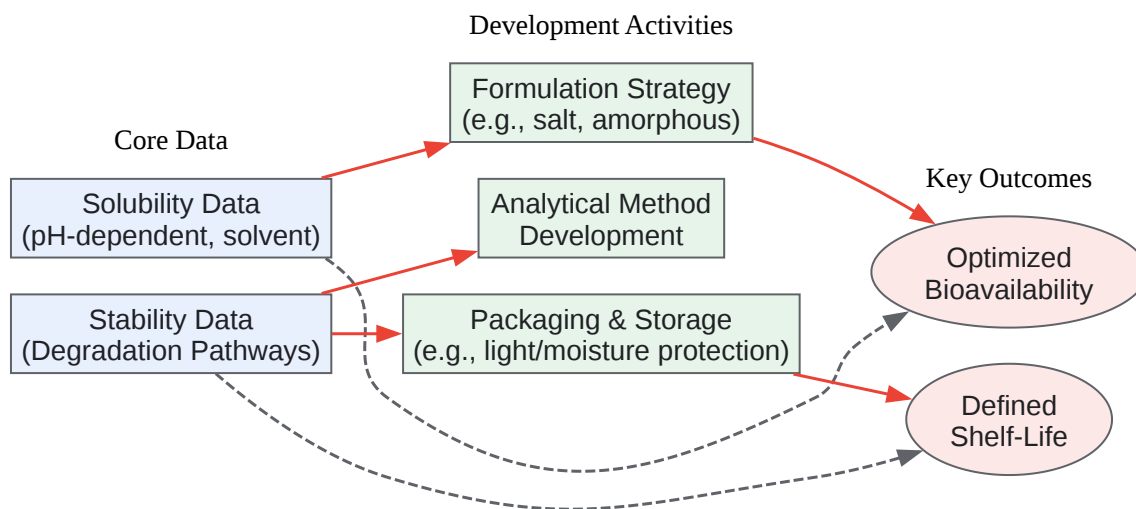 Development Activities
Formulation Strategy
(e.g., salt, amorphous)
Core Data
Solubility Data
(pH-dependent, solvent)
Analytical Method
Development
Key Outcomes
Optimized
Bioavailability
Stability Data
(Degradation Pathways)
Packaging & Storage
(e.g., light/moisture protection)
Defined
Shelf-Life